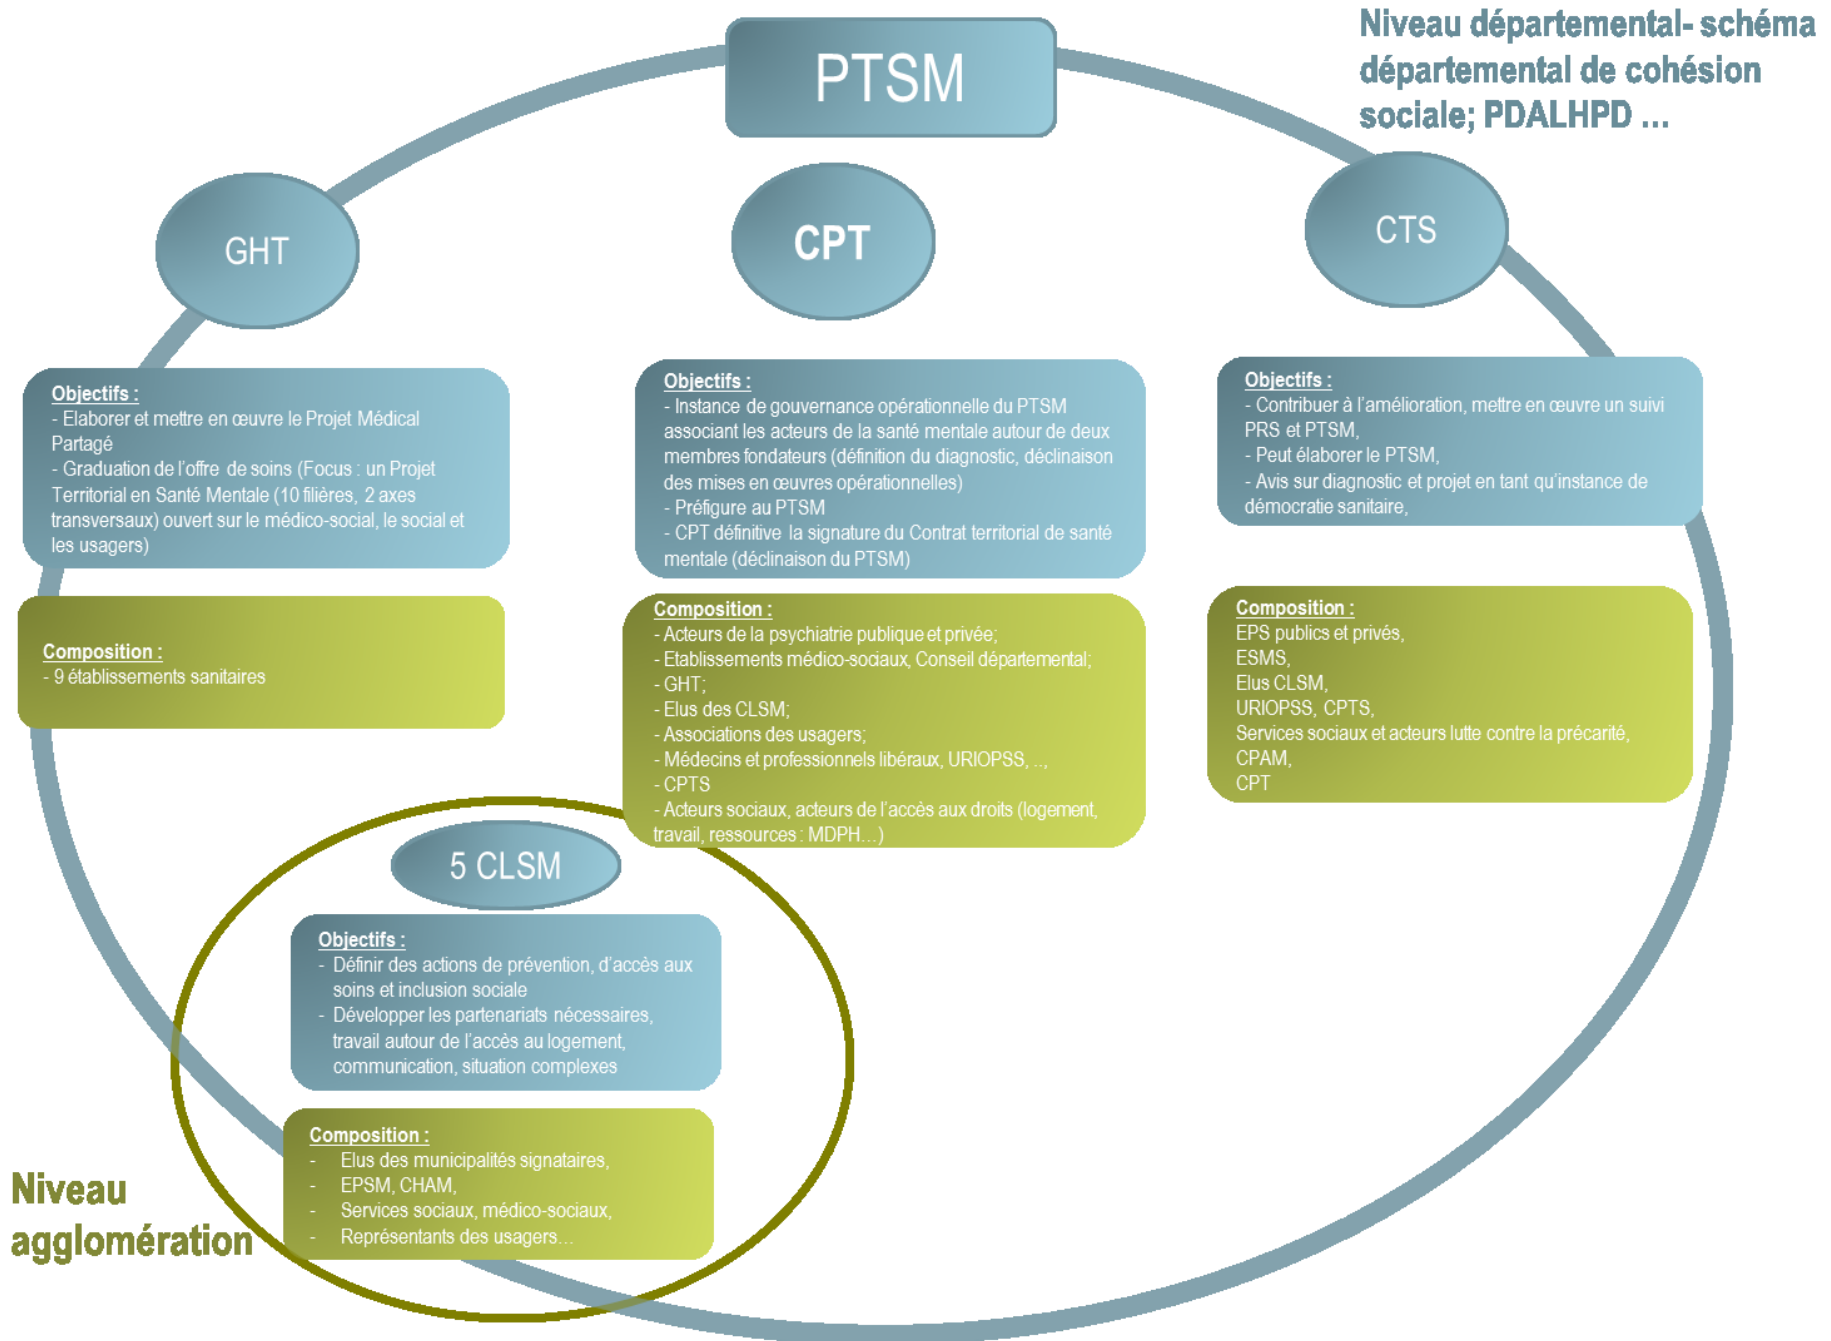 Niveau départemental- schéma
départemental de cohésion
sociale; PDALHPD ...
PTSM
GHT
CPT
CTS
Objectifs :
- Elaborer et mettre en œuvre le Projet Médical
Partagé
- Graduation de l'offre de soins (Focus : un Projet
Territorial en Santé Mentale (10 filières, 2 axes
transversaux) ouvert sur le médico-social, le social et
les usagers)
Composition :
- 9 établissements sanitaires
Objectifs :
- Instance de gouvernance opérationnelle du PTSM
associant les acteurs de la santé mentale autour de deux
membres fondateurs (définition du diagnostic, déclinaison
des mises en œuvres opérationnelles)
- Préfigure au PTSM
- CPT définitive la signature du Contrat territorial de santé
mentale (déclinaison du PTSM)
Composition :
- Acteurs de la psychiatrie publique et privée;
- Etablissements médico-sociaux, Conseil départemental;
- GHT;
- Elus des CLSM;
- Associations des usagers;
- Médecins et professionnels libéraux, URIOPSS, ..,
- CPTS
- Acteurs sociaux, acteurs de l'accès aux droits (logement,
travail, ressources : MDPH...)
Objectifs :
- Contribuer à l'amélioration, mettre en œuvre un suivi
PRS et PTSM,
- Peut élaborer le PTSM,
- Avis sur diagnostic et projet en tant qu'instance de
démocratie sanitaire,
Composition :
EPS publics et privés,
ESMS,
Elus CLSM,
URIOPSS, CPTS,
Services sociaux et acteurs lutte contre la précarité,
CPAM,
CPT
5 CLSM
Objectifs :
- Définir des actions de prévention, d'accès aux
soins et inclusion sociale
- Développer les partenariats nécessaires,
travail autour de l'accès au logement,
communication, situation complexes
Composition :
- Elus des municipalités signataires,
- EPSM, CHAM,
- Services sociaux, médico-sociaux,
- Représentants des usagers...
Niveau
agglomération